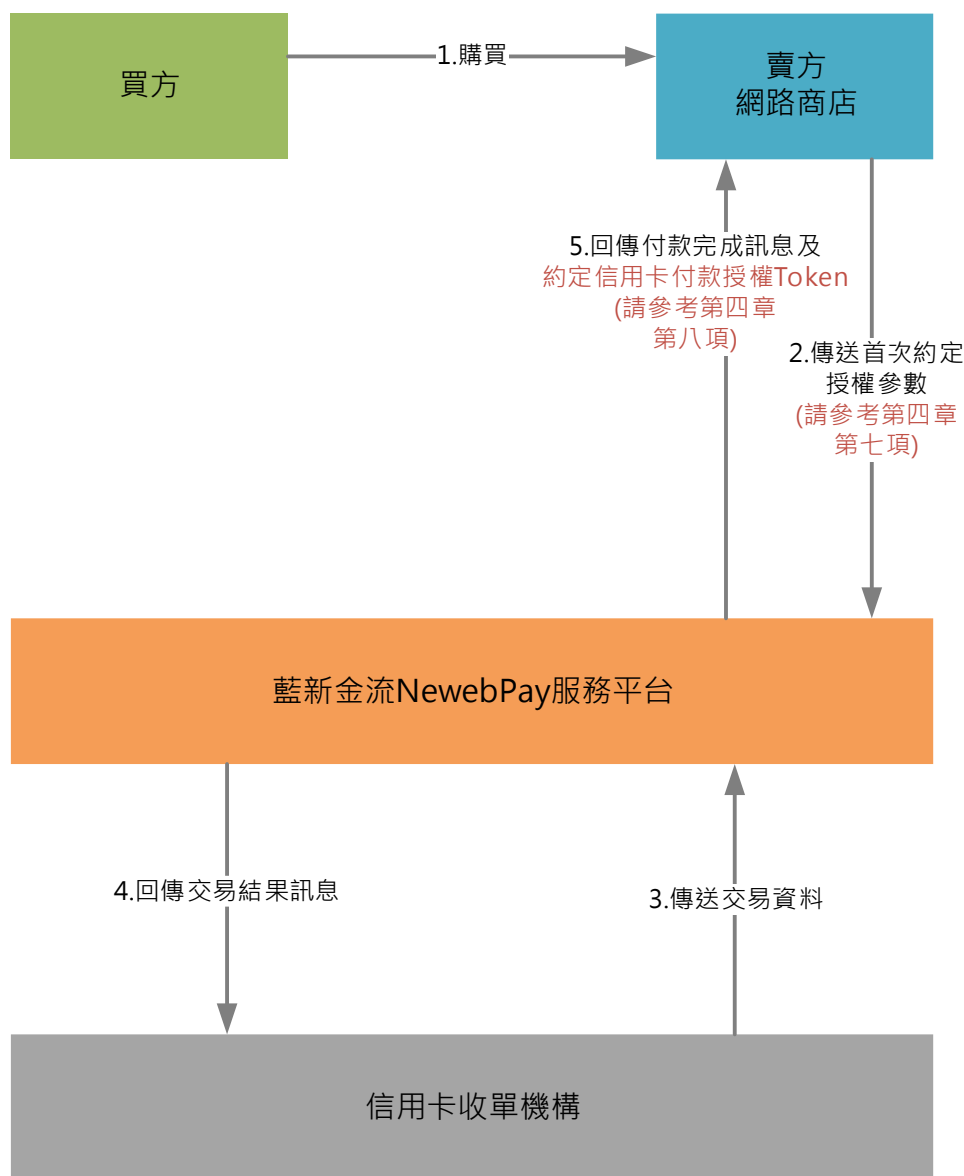 買方
1.購買
賣方
網路商店
5.回傳付款完成訊息及
約定信用卡付款授權Token
(請參考第四章
第八項)
2.傳送首次約定
授權參數
(請參考第四章
第七項)
藍新金流NewebPay服務平台
4.回傳交易結果訊息
3.傳送交易資料
信用卡收單機構